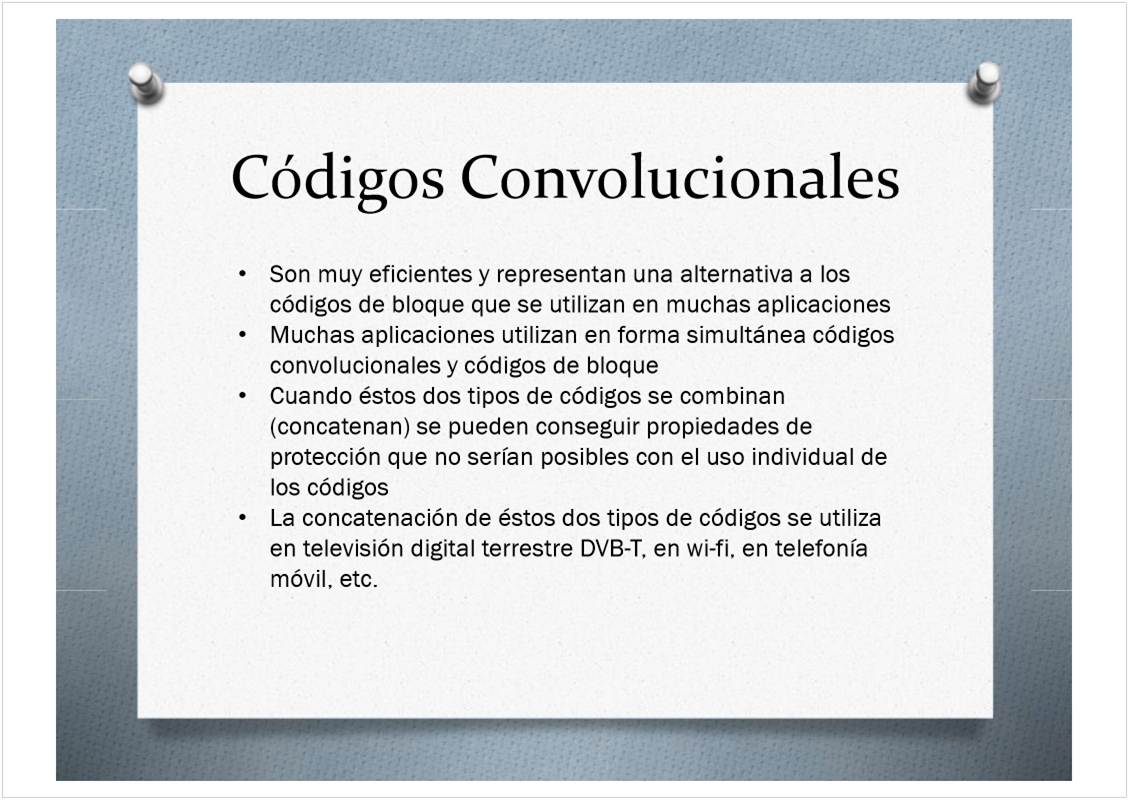 Códigos Convolucionales
• Son muy eficientes y representan una alternativa a los
códigos de bloque que se utilizan en muchas aplicaciones
• Muchas aplicaciones utilizan en forma simultánea códigos
convolucionales y códigos de bloque
• Cuando éstos dos tipos de códigos se combinan
(concatenan) se pueden conseguir propiedades de
protección que no serían posibles con el uso individual de
los códigos
• La concatenación de éstos dos tipos de códigos se utiliza
en televisión digital terrestre DVB-T, en wi-fi, en telefonía
móvil, etc.